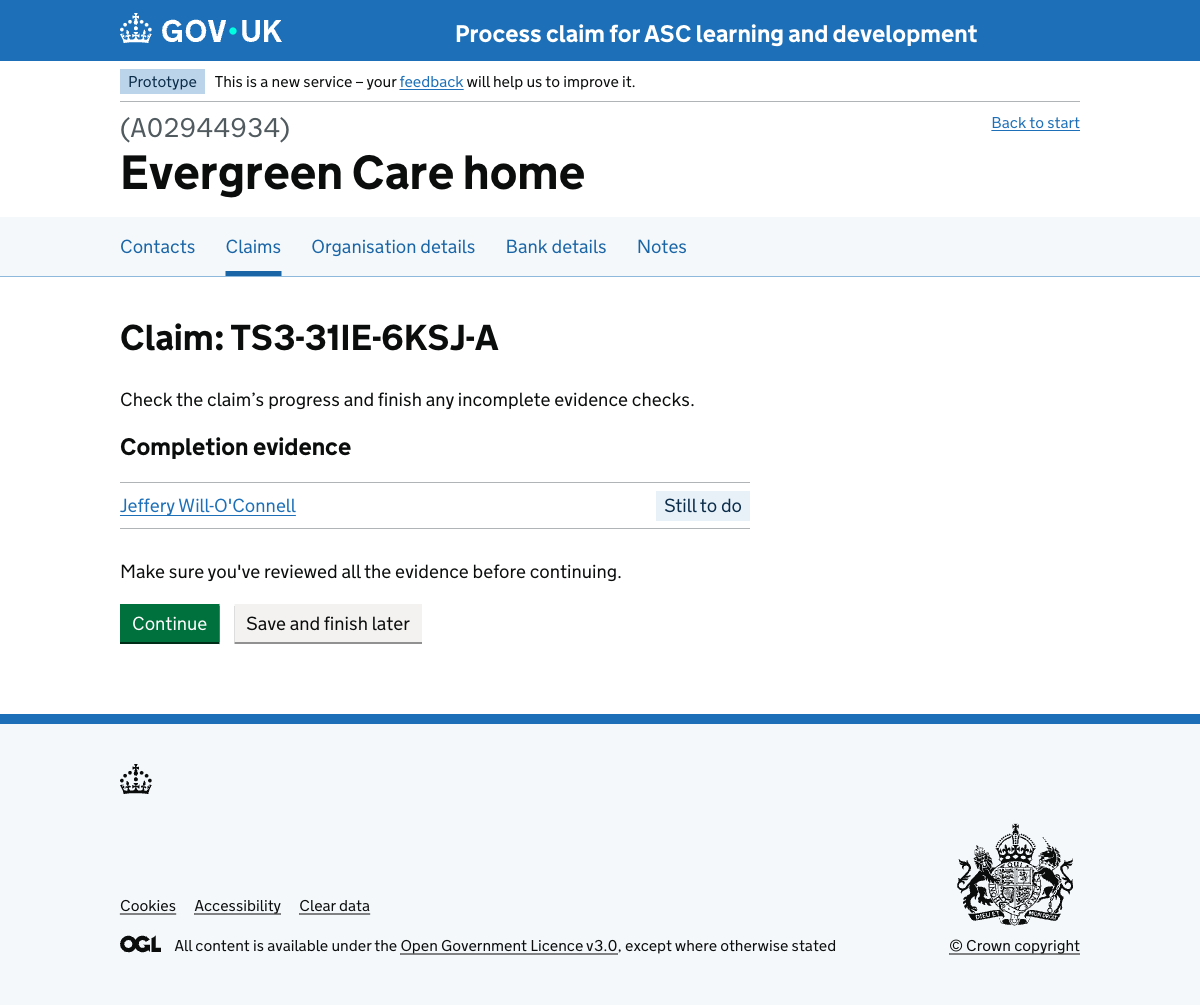 GOV·UK
Process claim for ASC learning and development
Prototype
This is a new service – your feedback will help us to improve it.
(A02944934)
Back to start
Evergreen Care home
Contacts
Claims
Organisation details
Bank details
Notes
Claim: TS3-31IE-6KSJ-A
Check the claim’s progress and finish any incomplete evidence checks.
Completion evidence
Jeffery Will-O'Connell
Still to do
Make sure you've reviewed all the evidence before continuing.
Continue
Save and finish later
Cookies
Accessibility
Clear data
OGL
All content is available under the Open Government Licence v3.0, except where otherwise stated
DIEU ET MON DROIT
© Crown copyright